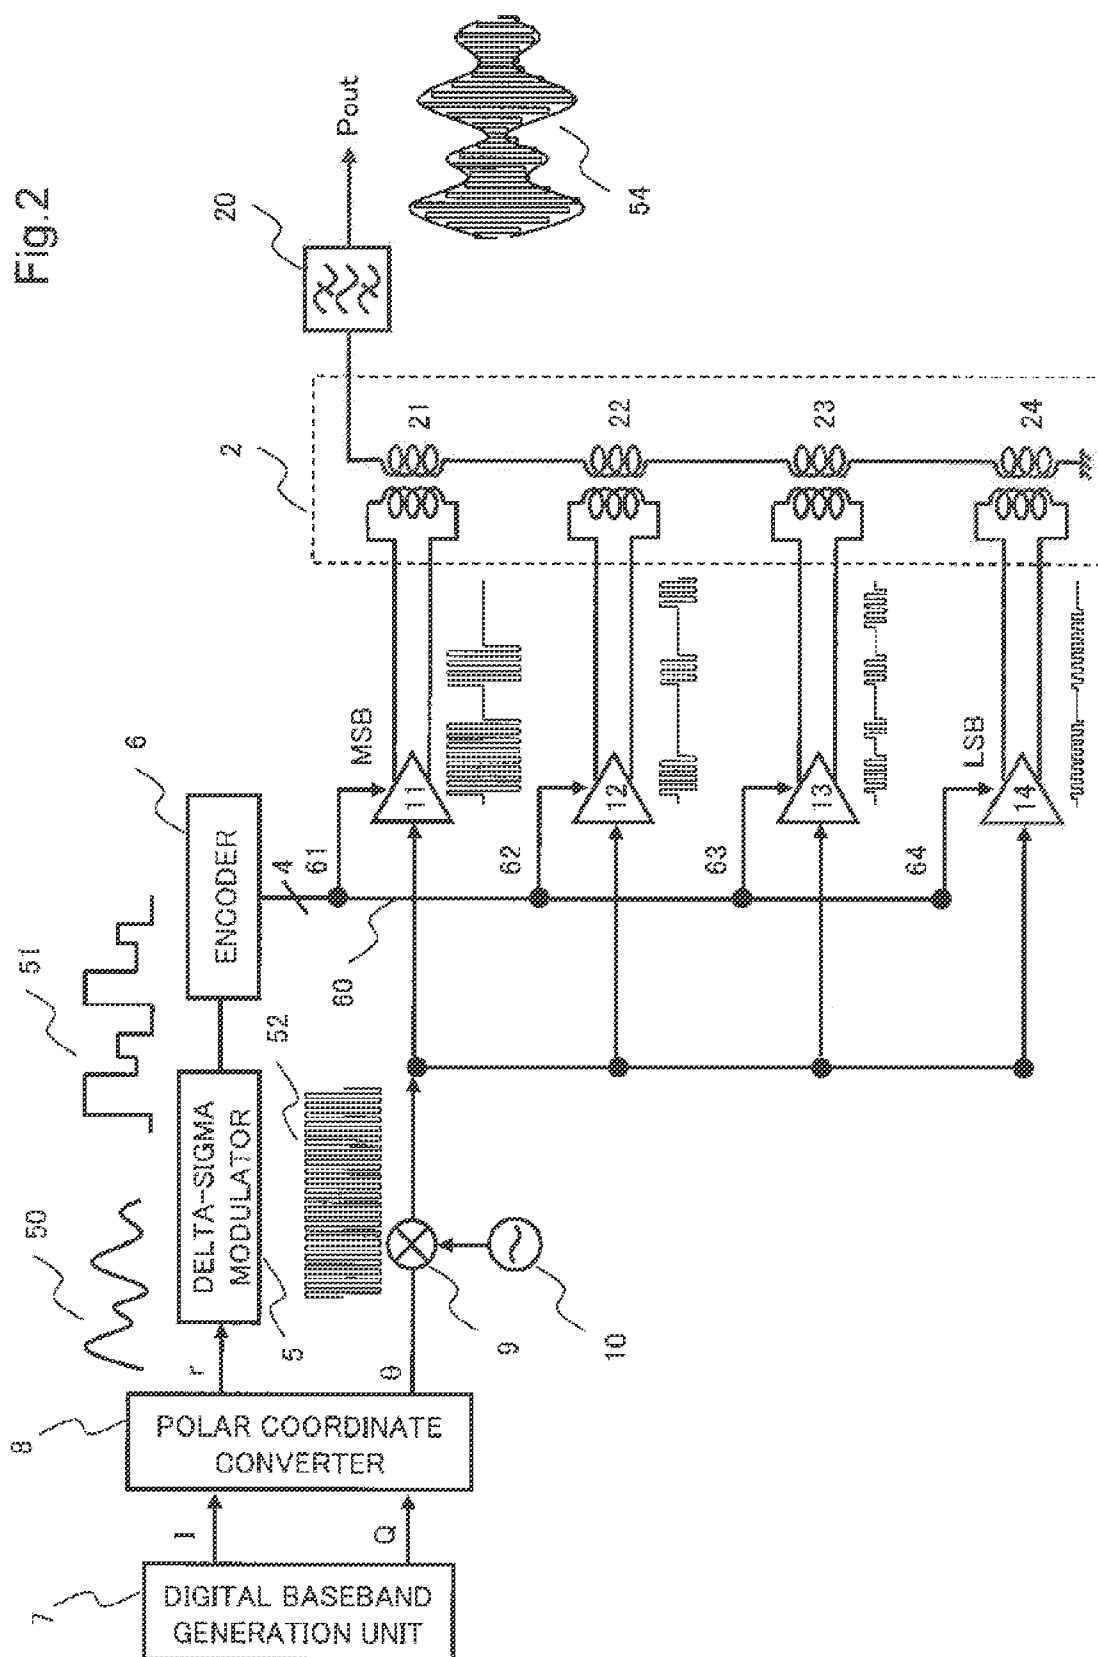 Fig.2
7
DIGITAL BASEBAND
GENERATION UNIT
I
Q
8
POLAR COORDINATE
CONVERTER
r
θ
50
5
DELTA-SIGMA
MODULATOR
51
6
ENCODER
52
9
10
4
60
61
62
63
64
MSB
LSB
11
12
13
14
2
21
22
23
24
20
Pout
54